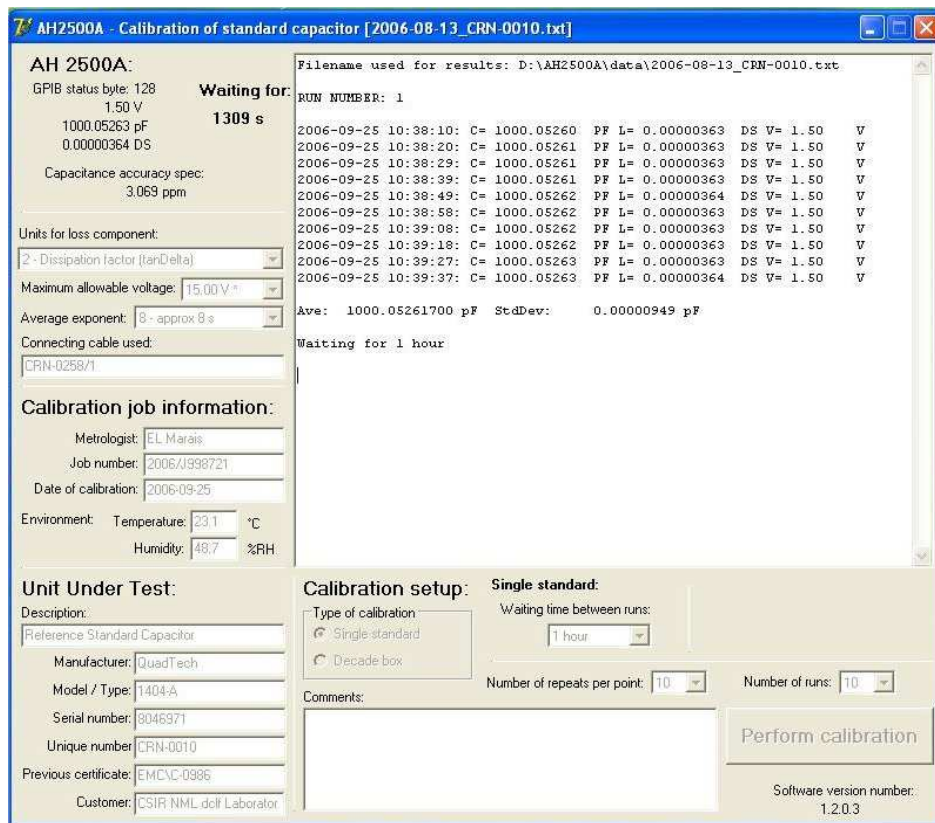 AH2500A - Calibration of standard capacitor [2006-08-13_CRN-0010.txt]
AH 2500A:
GPIB status byte: 128
1.50 V
1000.05263 pF
0.00000364 DS
Waiting for:
1309 s
Capacitance accuracy spec:
3.069 ppm
Units for loss component:
2 - Dissipation factor (tanDelta)
Maximum allowable voltage: 15.00 V *
Average exponent: 8 - approx 8 s
Connecting cable used:
CRN-0258/1
Calibration job information:
Metrologist: EL Marais
Job number: 2006/J998721
Date of calibration: 2006-09-25
Environment: Temperature: 23.1 °C
Humidity: 48.7 %RH
Filename used for results: D:\AH2500A\data\2006-08-13_CRN-0010.txt
RUN NUMBER: 1
2006-09-25 10:38:10: C= 1000.05260 PF L= 0.00000363 DS V= 1.50 V
2006-09-25 10:38:20: C= 1000.05261 PF L= 0.00000363 DS V= 1.50 V
2006-09-25 10:38:29: C= 1000.05261 PF L= 0.00000363 DS V= 1.50 V
2006-09-25 10:38:39: C= 1000.05261 PF L= 0.00000363 DS V= 1.50 V
2006-09-25 10:38:49: C= 1000.05262 PF L= 0.00000364 DS V= 1.50 V
2006-09-25 10:38:58: C= 1000.05262 PF L= 0.00000363 DS V= 1.50 V
2006-09-25 10:39:08: C= 1000.05262 PF L= 0.00000363 DS V= 1.50 V
2006-09-25 10:39:18: C= 1000.05262 PF L= 0.00000363 DS V= 1.50 V
2006-09-25 10:39:27: C= 1000.05263 PF L= 0.00000363 DS V= 1.50 V
2006-09-25 10:39:37: C= 1000.05263 PF L= 0.00000364 DS V= 1.50 V
Ave: 1000.05261700 pF StdDev: 0.00000949 pF
Waiting for 1 hour
Unit Under Test:
Description:
Reference Standard Capacitor
Manufacturer: QuadTech
Model / Type: 1404-A
Serial number: 8046971
Unique number CRN-0010
Previous certificate: EMC\C-0986
Customer: CSIR NML dclf Laborator
Calibration setup:
Type of calibration
Single standard
Decade box
Single standard:
Waiting time between runs:
1 hour
Number of repeats per point: 10
Number of runs: 10
Comments:
Perform calibration
Software version number:
1.2.0.3